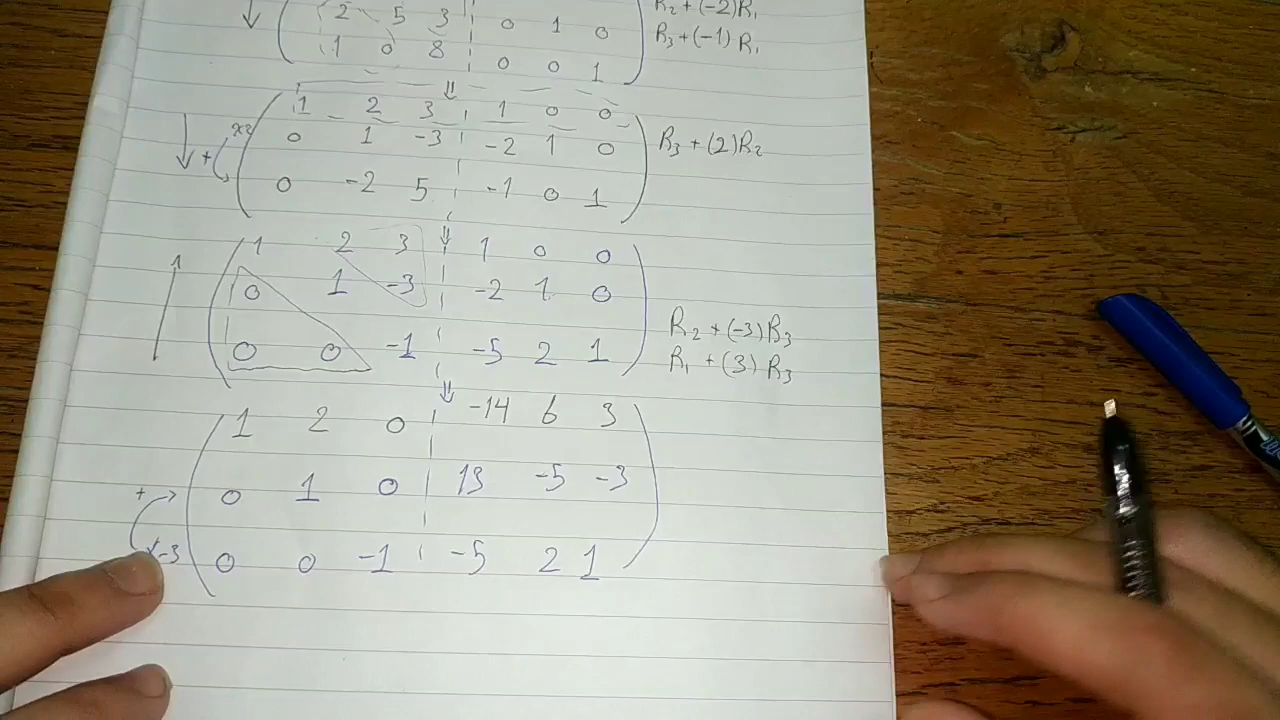 2 5 3 0 1 0 R₂+(-2)R₁
1 0 8 0 0 1 R₃+(-1)R₁
⇓
1 2 3 1 0 0
x2 0 1 -3 -2 1 0 R₃+(2)R₂
+ 0 -2 5 -1 0 1
⇓
1 2 3 1 0 0
0 1 -3 -2 1 0
0 0 -1 -5 2 1 R₂+(-3)R₃
R₁+(3)R₃
⇓
1 2 0 -14 6 3
+ 0 1 0 13 -5 -3
x-3 0 0 -1 -5 2 1